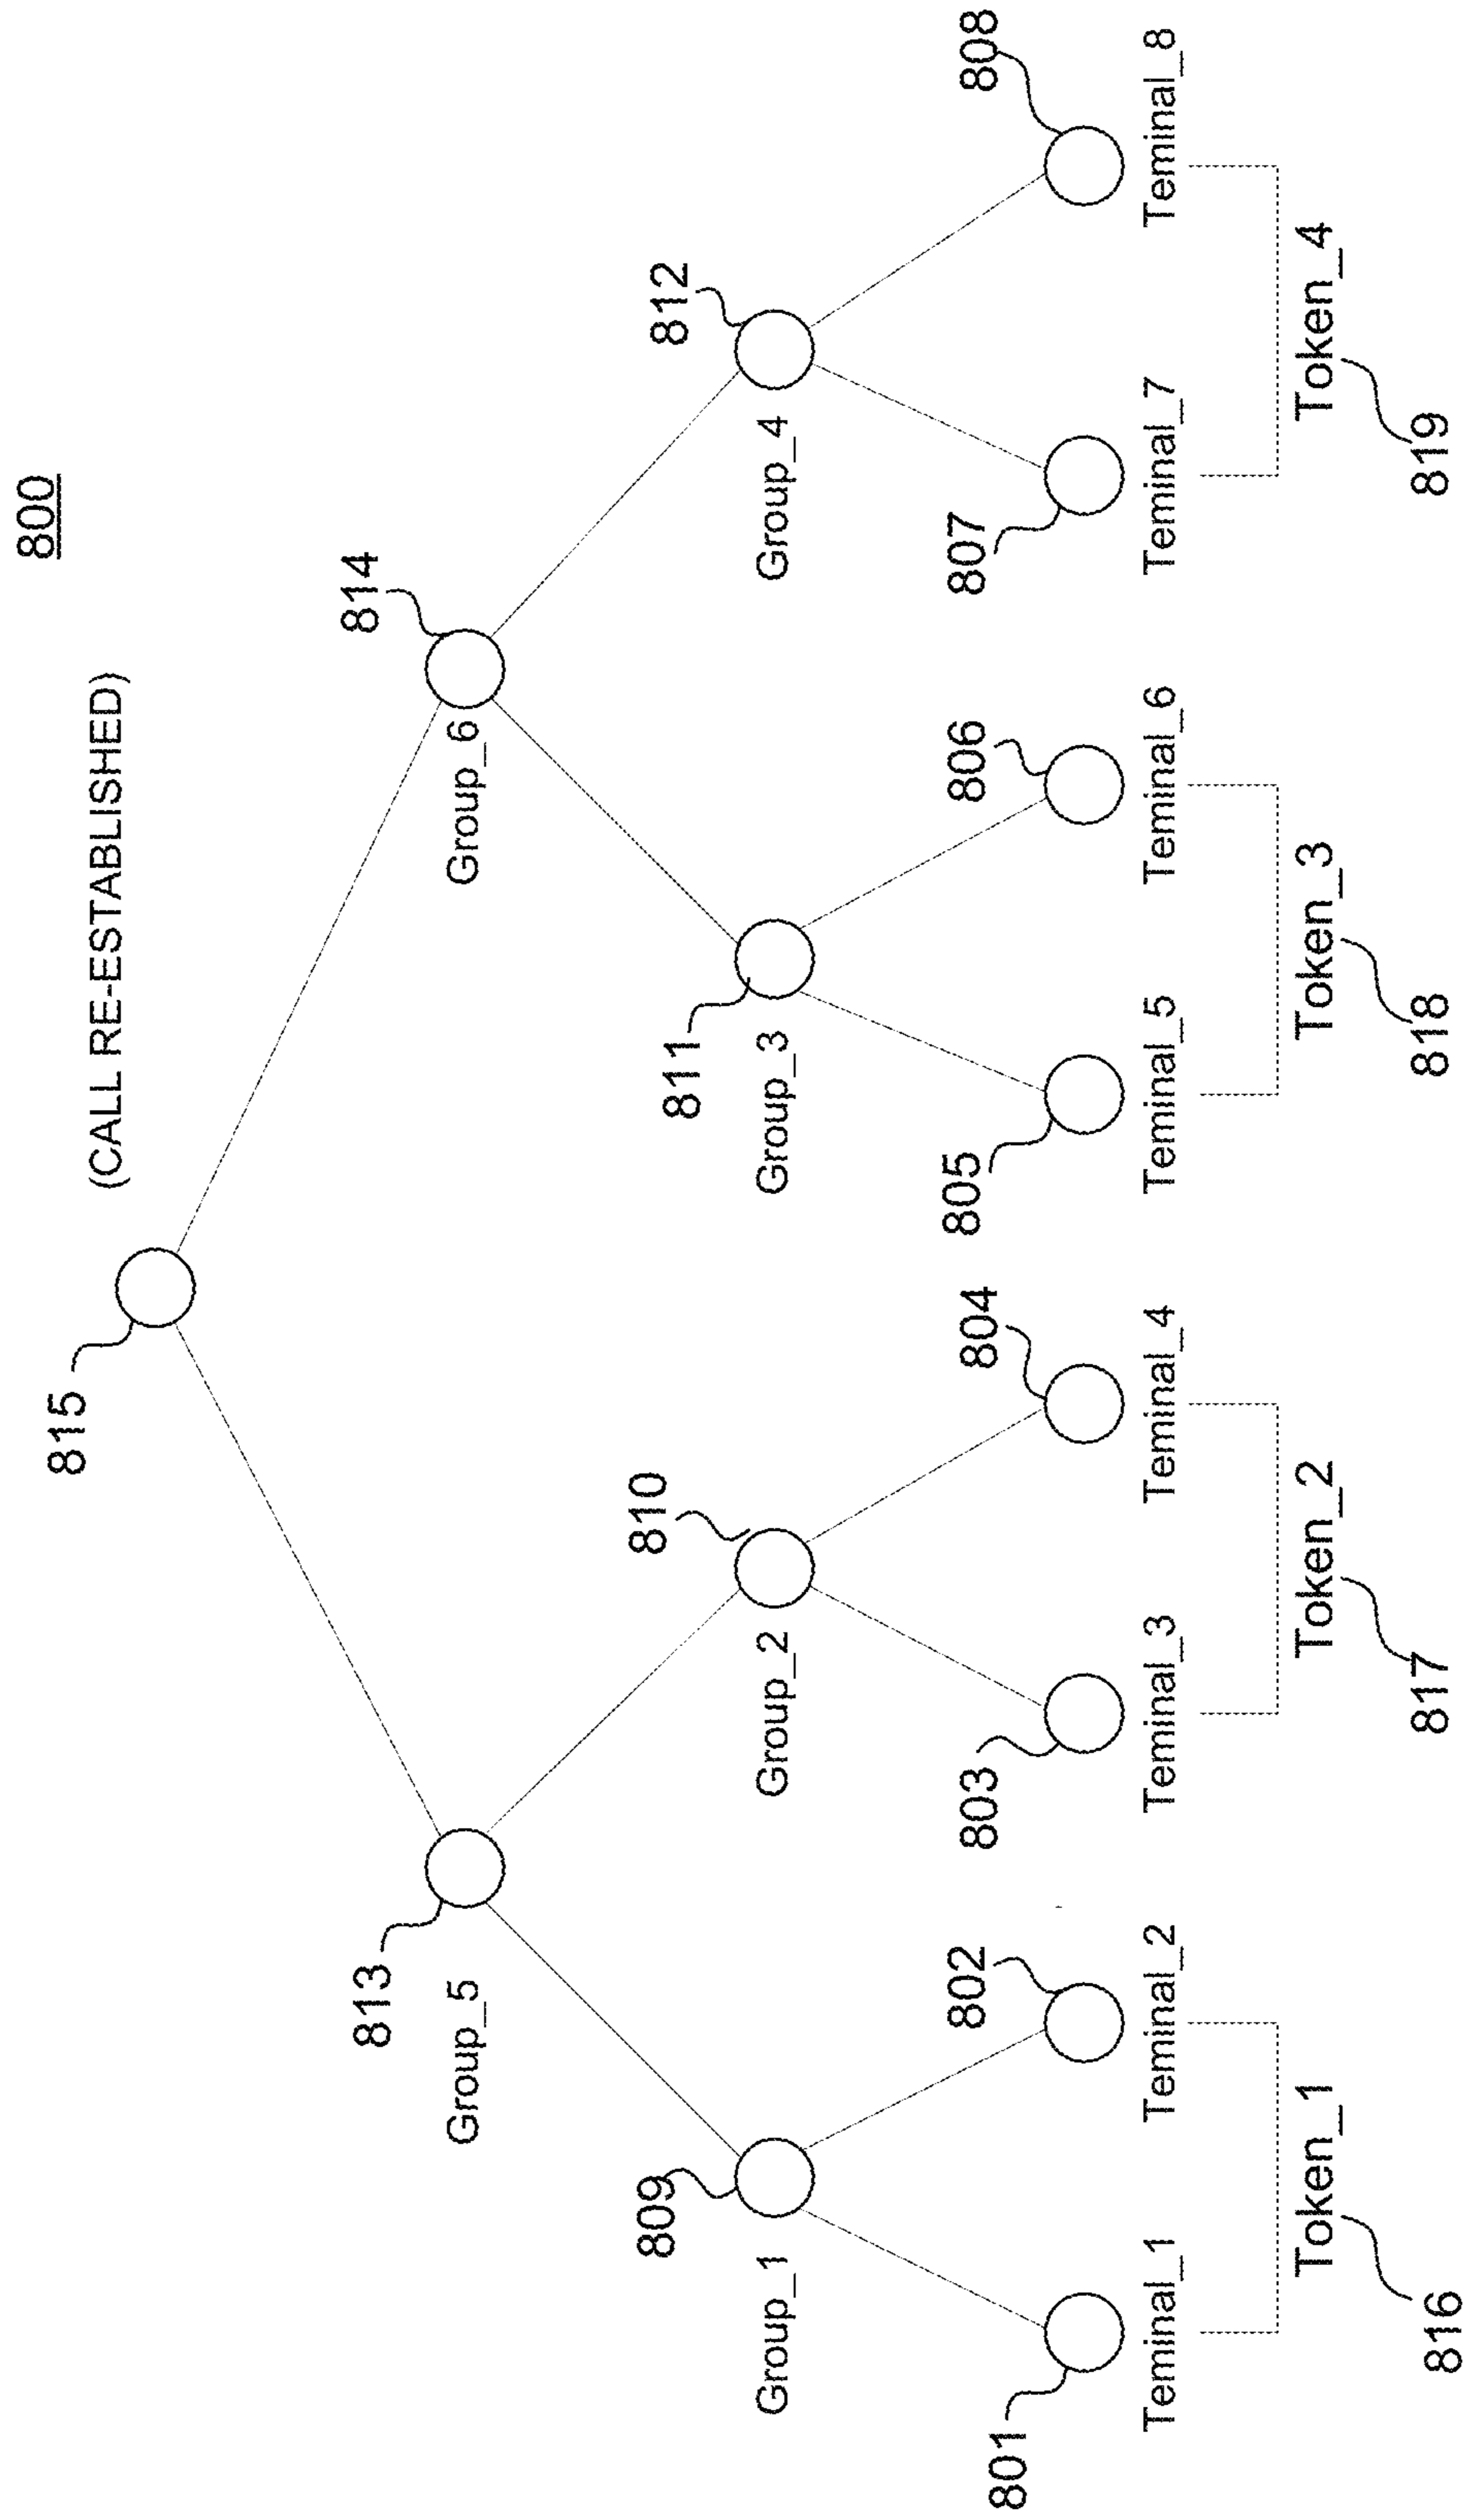 800
(CALL RE-ESTABLISHED)
815
814
Group_6
813
Group_5
812
Group_4
811
Group_3
810
Group_2
809
Group_1
801
802
803
804
805
806
807
808
Teminal_1
Teminal_2
Teminal_3
Teminal_4
Teminal_5
Teminal_6
Teminal_7
Teminal_8
Token_1
Token_2
Token_3
Token_4
816
817
818
819